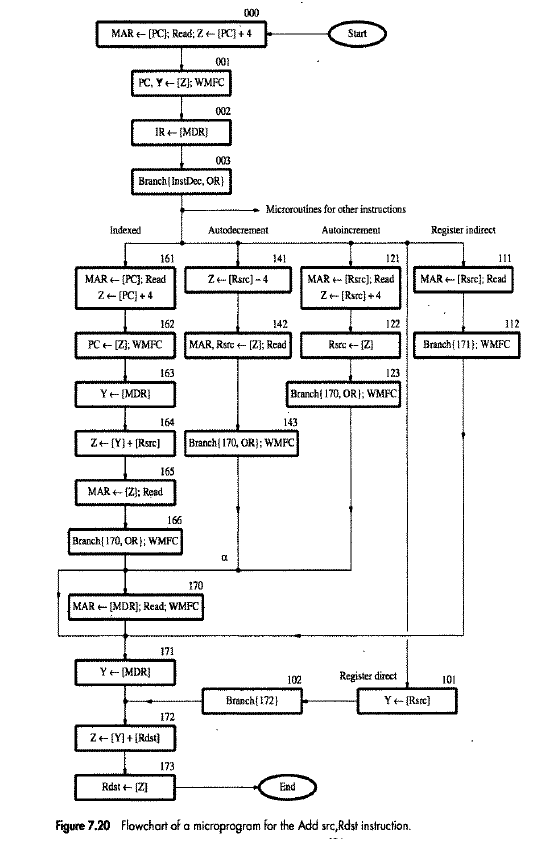 000
MAR ← [PC]; Read; Z ← [PC] + 4
Start
001
PC, Y ← [Z]; WMFC
002
IR ← [MDR]
003
Branch{InstDec, OR}
Microroutines for other instructions
Indexed
Autodecrement
Autoincrement
Register indirect
161
MAR ← [PC]; Read
Z ← [PC] + 4
141
Z ← [Rsrc] − 4
121
MAR ← [Rsrc]; Read
Z ← [Rsrc] + 4
111
MAR ← [Rsrc]; Read
162
PC ← [Z]; WMFC
142
MAR, Rsrc ← [Z]; Read
122
Rsrc ← [Z]
112
Branch{171}; WMFC
163
Y ← [MDR]
123
Branch{170, OR}; WMFC
164
Z ← [Y] + [Rsrc]
143
Branch{170, OR}; WMFC
165
MAR ← [Z]; Read
166
Branch{170, OR}; WMFC
α
170
MAR ← [MDR]; Read; WMFC
171
Y ← [MDR]
102
Branch{172}
Register direct
101
Y ← [Rsrc]
172
Z ← [Y] + [Rdst]
173
Rdst ← [Z]
End
Figure 7.20 Flowchart of a microprogram for the Add src,Rdst instruction.